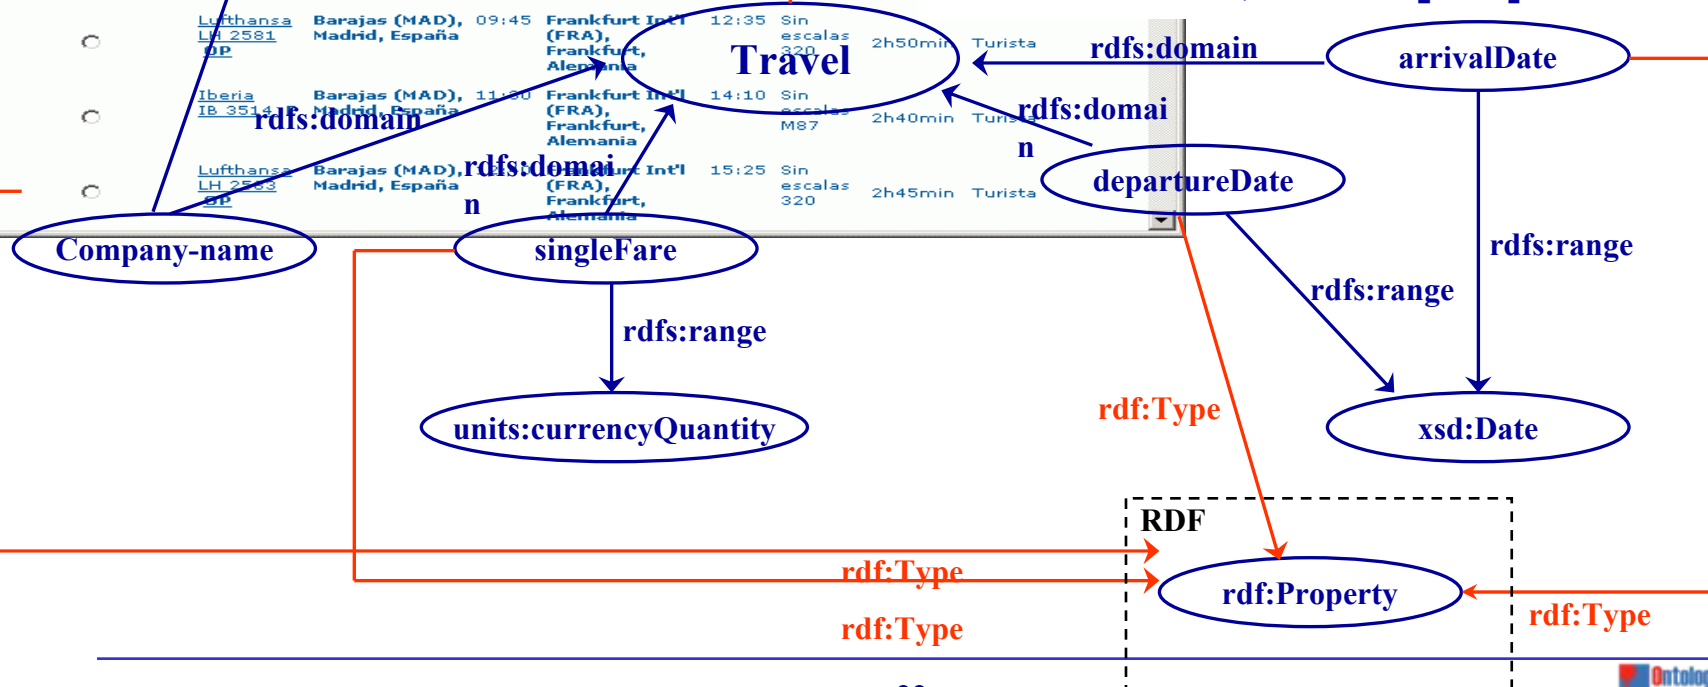 Lufthansa Barajas (MAD), 09:45 Frankfurt Int'l 12:35 Sin
LH 2581 Madrid, España (FRA), escalas
OP Frankfurt, 320 2h50min Turista
Alemania
Travel
rdfs:domain
arrivalDate
Iberia Barajas (MAD), Frankfurt Int'l 14:10 Sin
IB 3514 Madrid, España (FRA), escalas
Frankfurt, M87 2h40min Turista
Alemania
rdfs:domain
rdfs:domai
n
Lufthansa Barajas (MAD), Frankfurt Int'l 15:25 Sin
LH 2563 Madrid, España (FRA), escalas
OP Frankfurt, 320 2h45min Turista
Alemania
rdfs:domai
n
departureDate
Company-name
singleFare
rdfs:range
rdfs:range
rdfs:range
units:currencyQuantity
rdf:Type
xsd:Date
RDF
rdf:Type
rdf:Property
rdf:Type
rdf:Type